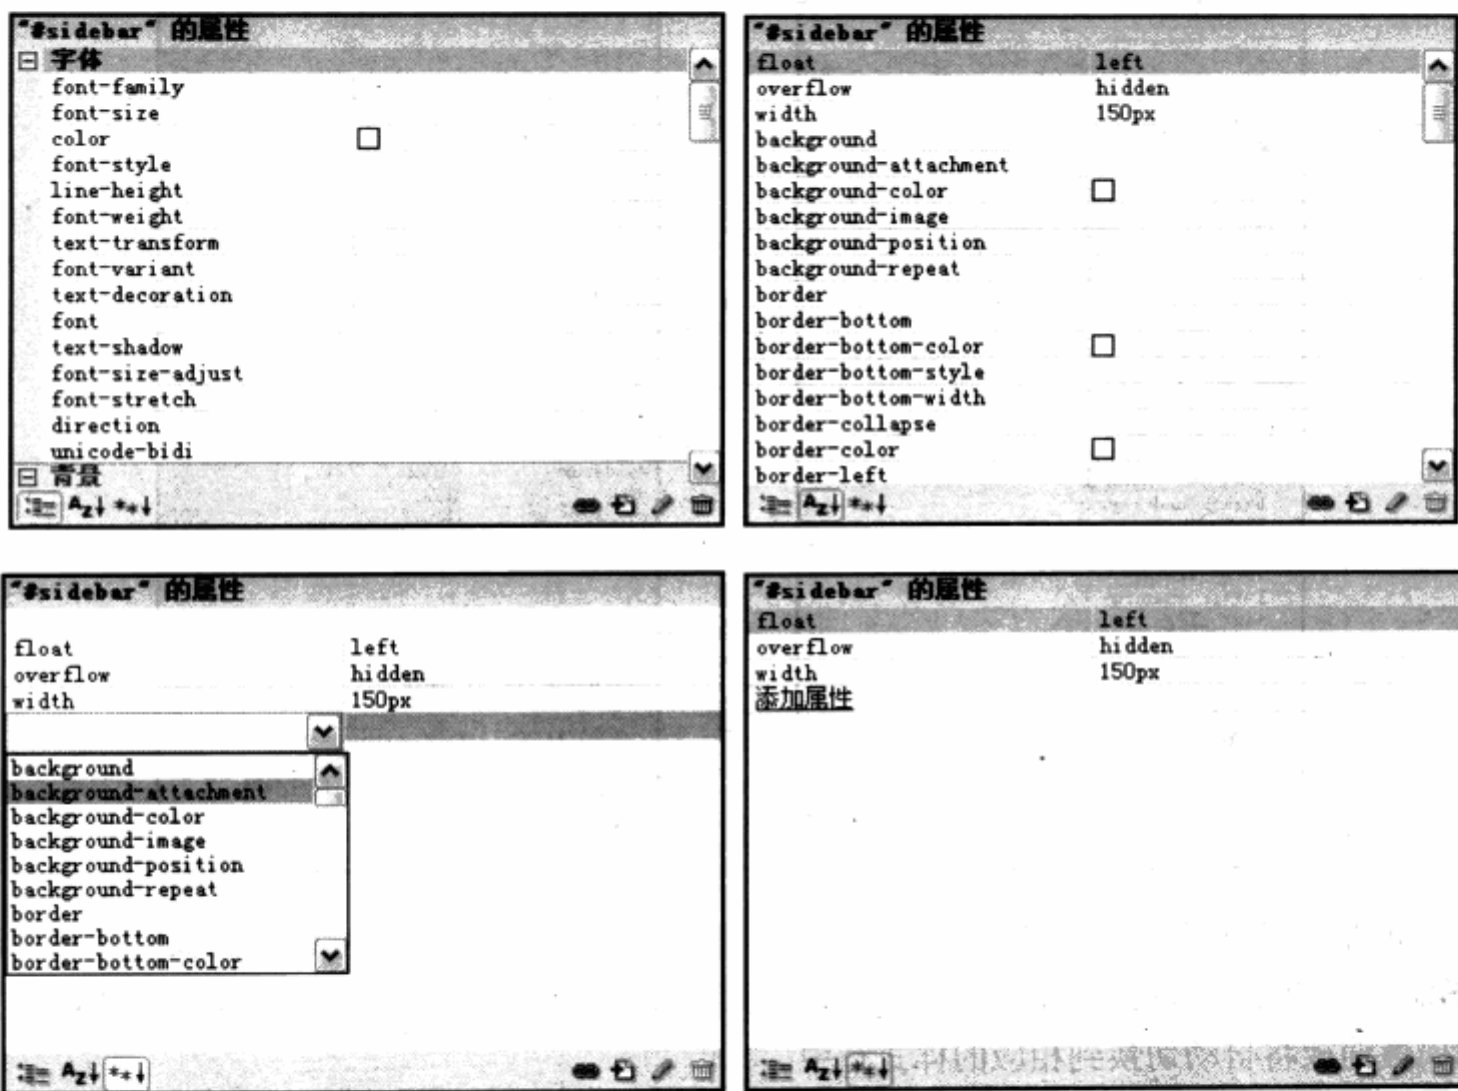 "#sidebar" 的属性
字体
font-family
font-size
color
font-style
line-height
font-weight
text-transform
font-variant
text-decoration
font
text-shadow
font-size-adjust
font-stretch
direction
unicode-bidi
背景
Az↓ **↓
"#sidebar" 的属性
float left
overflow hidden
width 150px
background
background-attachment
background-color
background-image
background-position
background-repeat
border
border-bottom
border-bottom-color
border-bottom-style
border-bottom-width
border-collapse
border-color
border-left
Az↓ **↓
"#sidebar" 的属性
float left
overflow hidden
width 150px
background
background-attachment
background-color
background-image
background-position
background-repeat
border
border-bottom
border-bottom-color
Az↓ **↓
"#sidebar" 的属性
float left
overflow hidden
width 150px
添加属性
Az↓ **↓